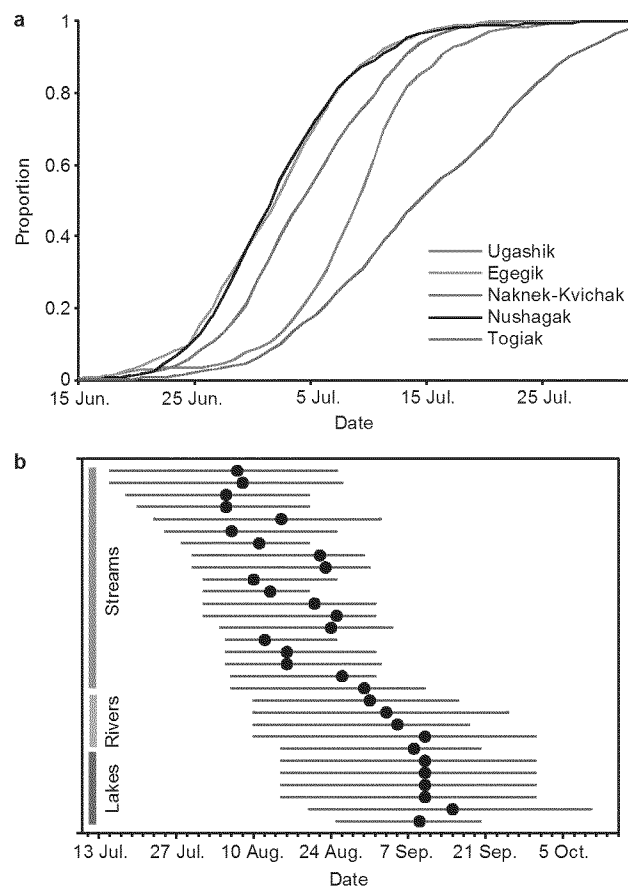 a
1
0.8
0.6
0.4
0.2
0
Proportion
Ugashik
Egegik
Naknek-Kvichak
Nushagak
Togiak
15 Jun.
25 Jun.
5 Jul.
15 Jul.
25 Jul.
Date
b
Streams
Rivers
Lakes
13 Jul.
27 Jul.
10 Aug.
24 Aug.
7 Sep.
21 Sep.
5 Oct.
Date